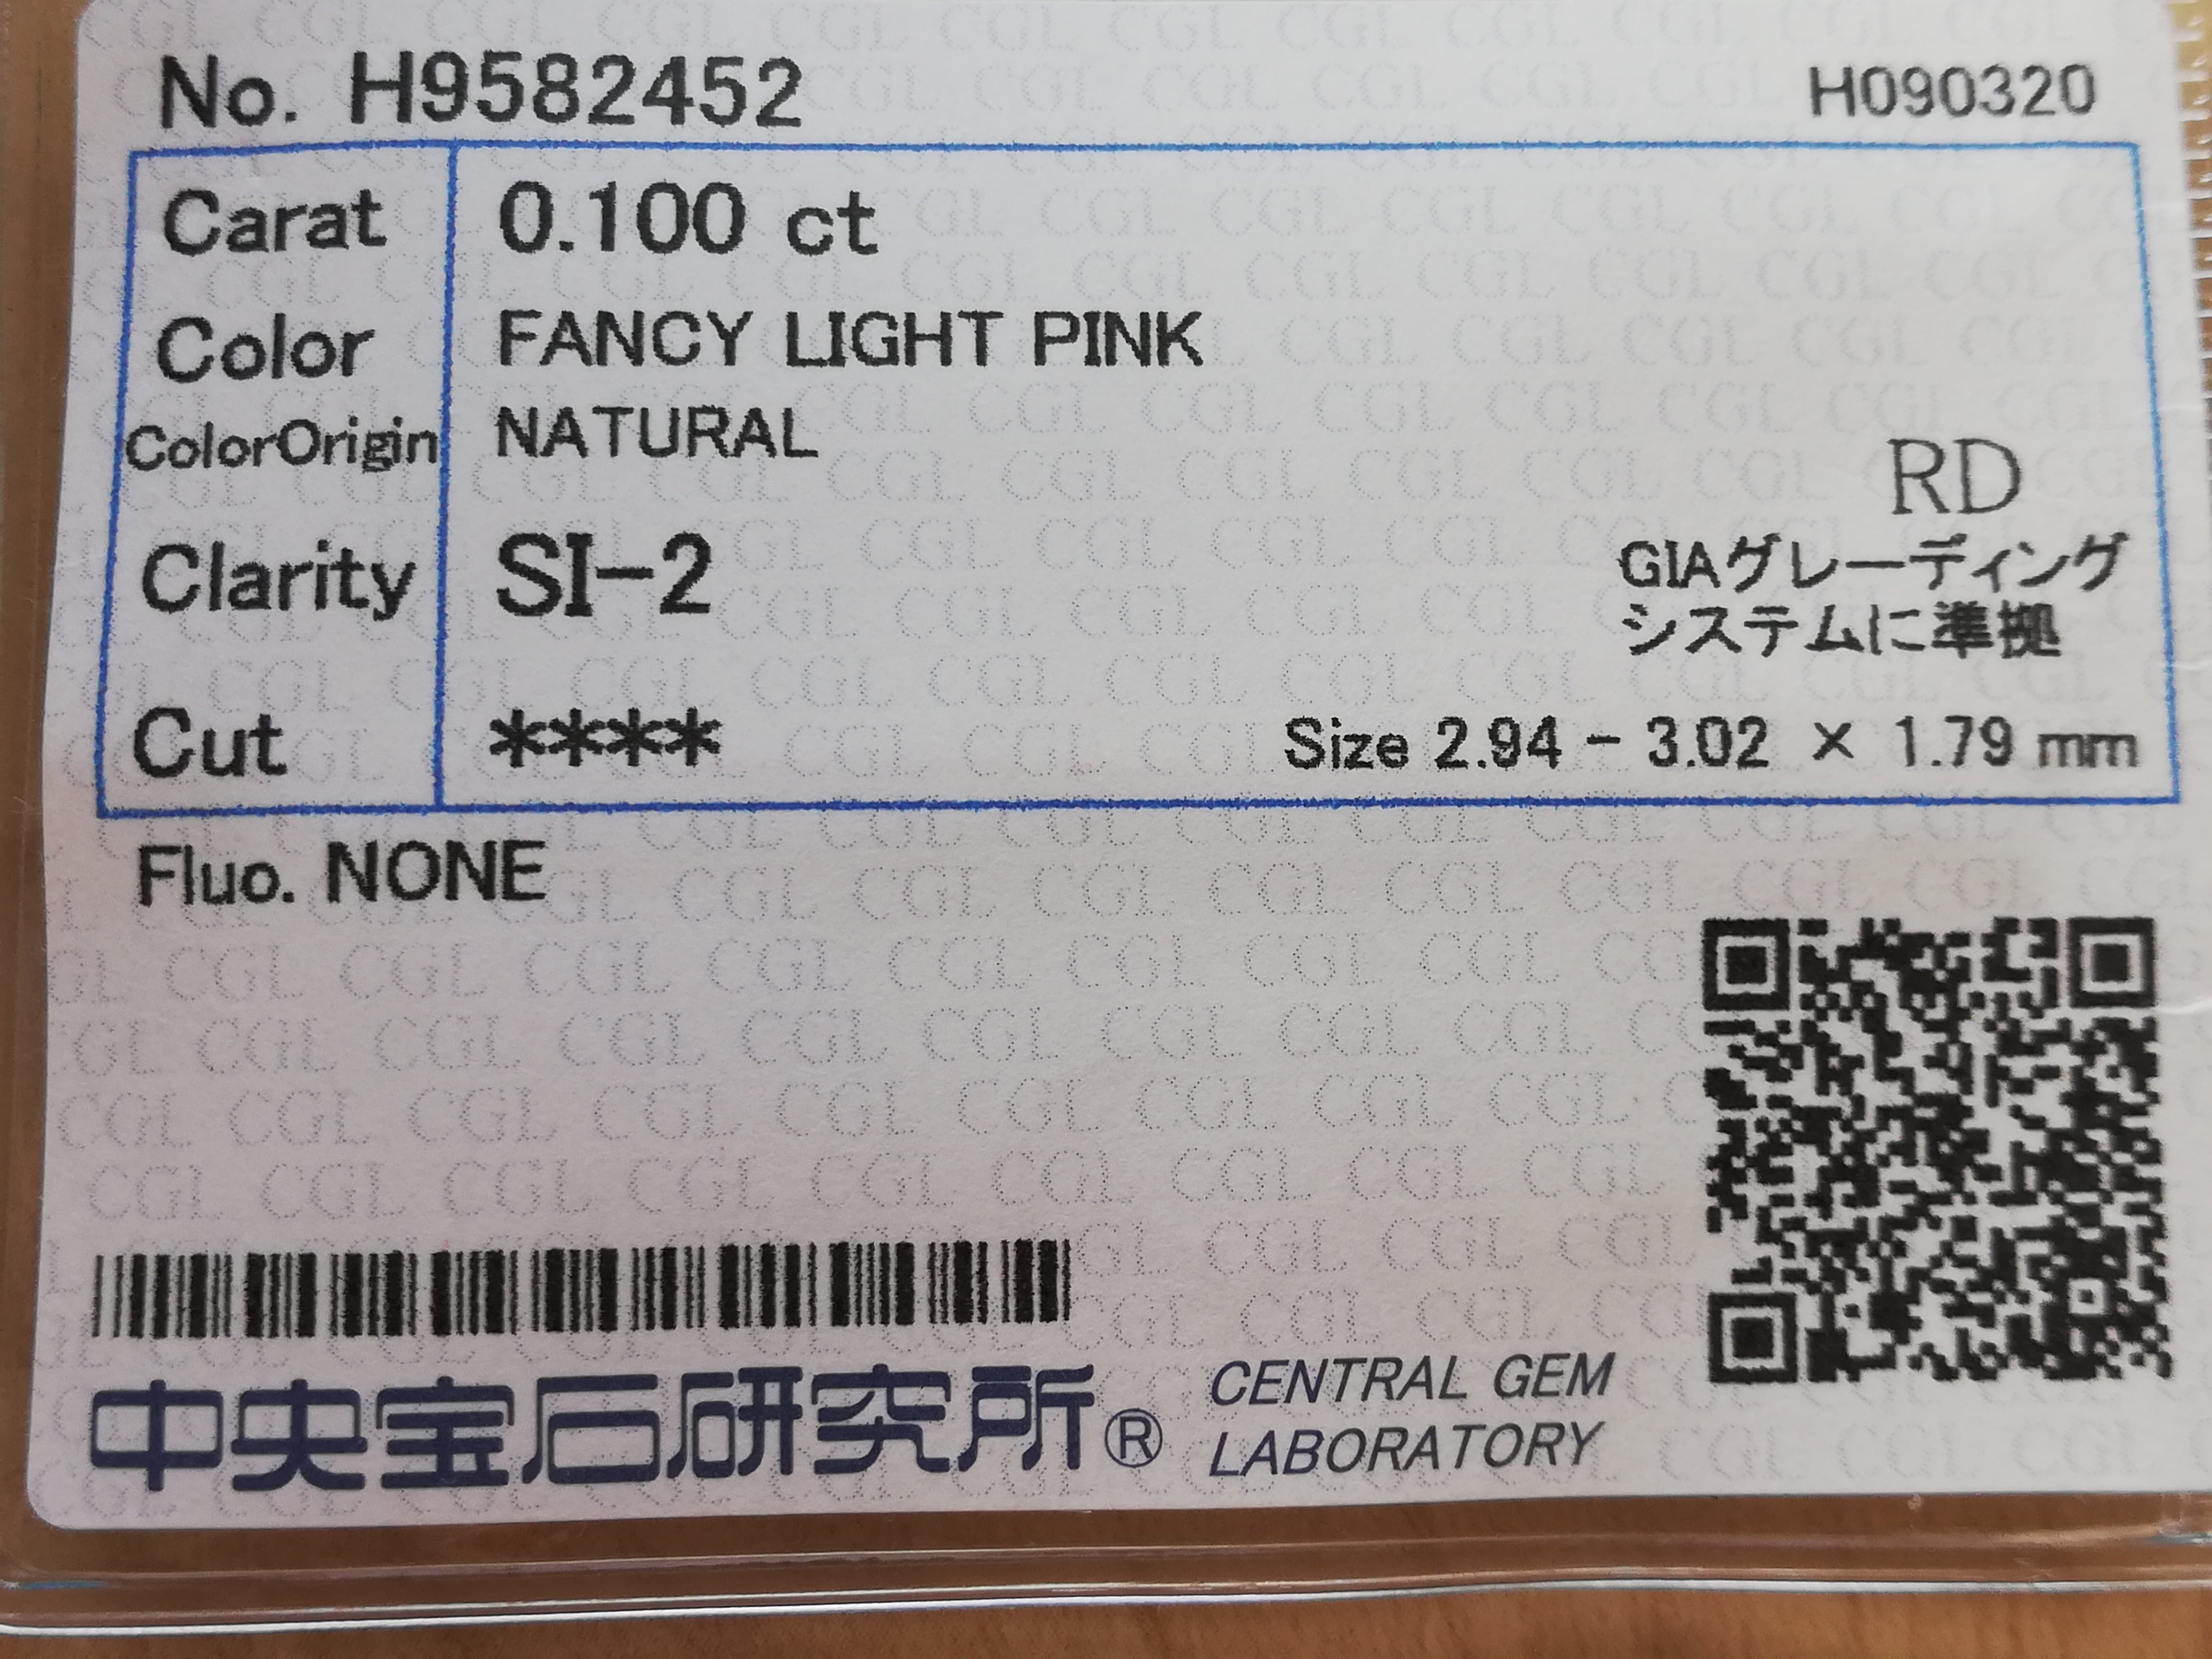 No. H9582452 H090320
Carat 0.100 ct
Color FANCY LIGHT PINK
ColorOrigin NATURAL
RD
GIAグレーディング
Clarity SI-2
システムに準拠
Cut **** Size 2.94 - 3.02 × 1.79 mm
Fluo. NONE
中央宝石研究所® CENTRAL GEM
LABORATORY